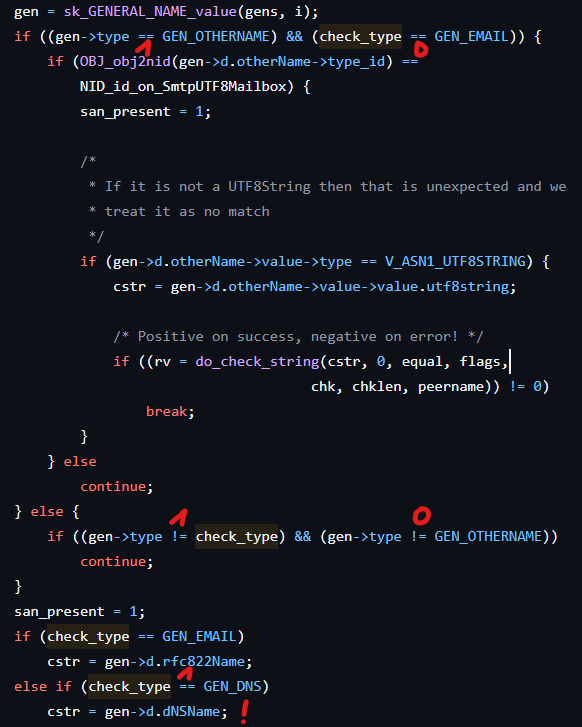 gen = sk_GENERAL_NAME_value(gens, i);
if ((gen->type == GEN_OTHERNAME) && (check_type == GEN_EMAIL)) {
1 0
if (OBJ_obj2nid(gen->d.otherName->type_id) ==
NID_id_on_SmtpUTF8Mailbox) {
san_present = 1;
/*
* If it is not a UTF8String then that is unexpected and we
* treat it as no match
*/
if (gen->d.otherName->value->type == V_ASN1_UTF8STRING) {
cstr = gen->d.otherName->value->value.utf8string;
/* Positive on success, negative on error! */
if ((rv = do_check_string(cstr, 0, equal, flags,
chk, chklen, peername)) != 0)
break;
}
} else
continue;
1 0
} else {
if ((gen->type != check_type) && (gen->type != GEN_OTHERNAME))
continue;
}
san_present = 1;
if (check_type == GEN_EMAIL)
cstr = gen->d.rfc822Name;
1
else if (check_type == GEN_DNS)
cstr = gen->d.dNSName; !